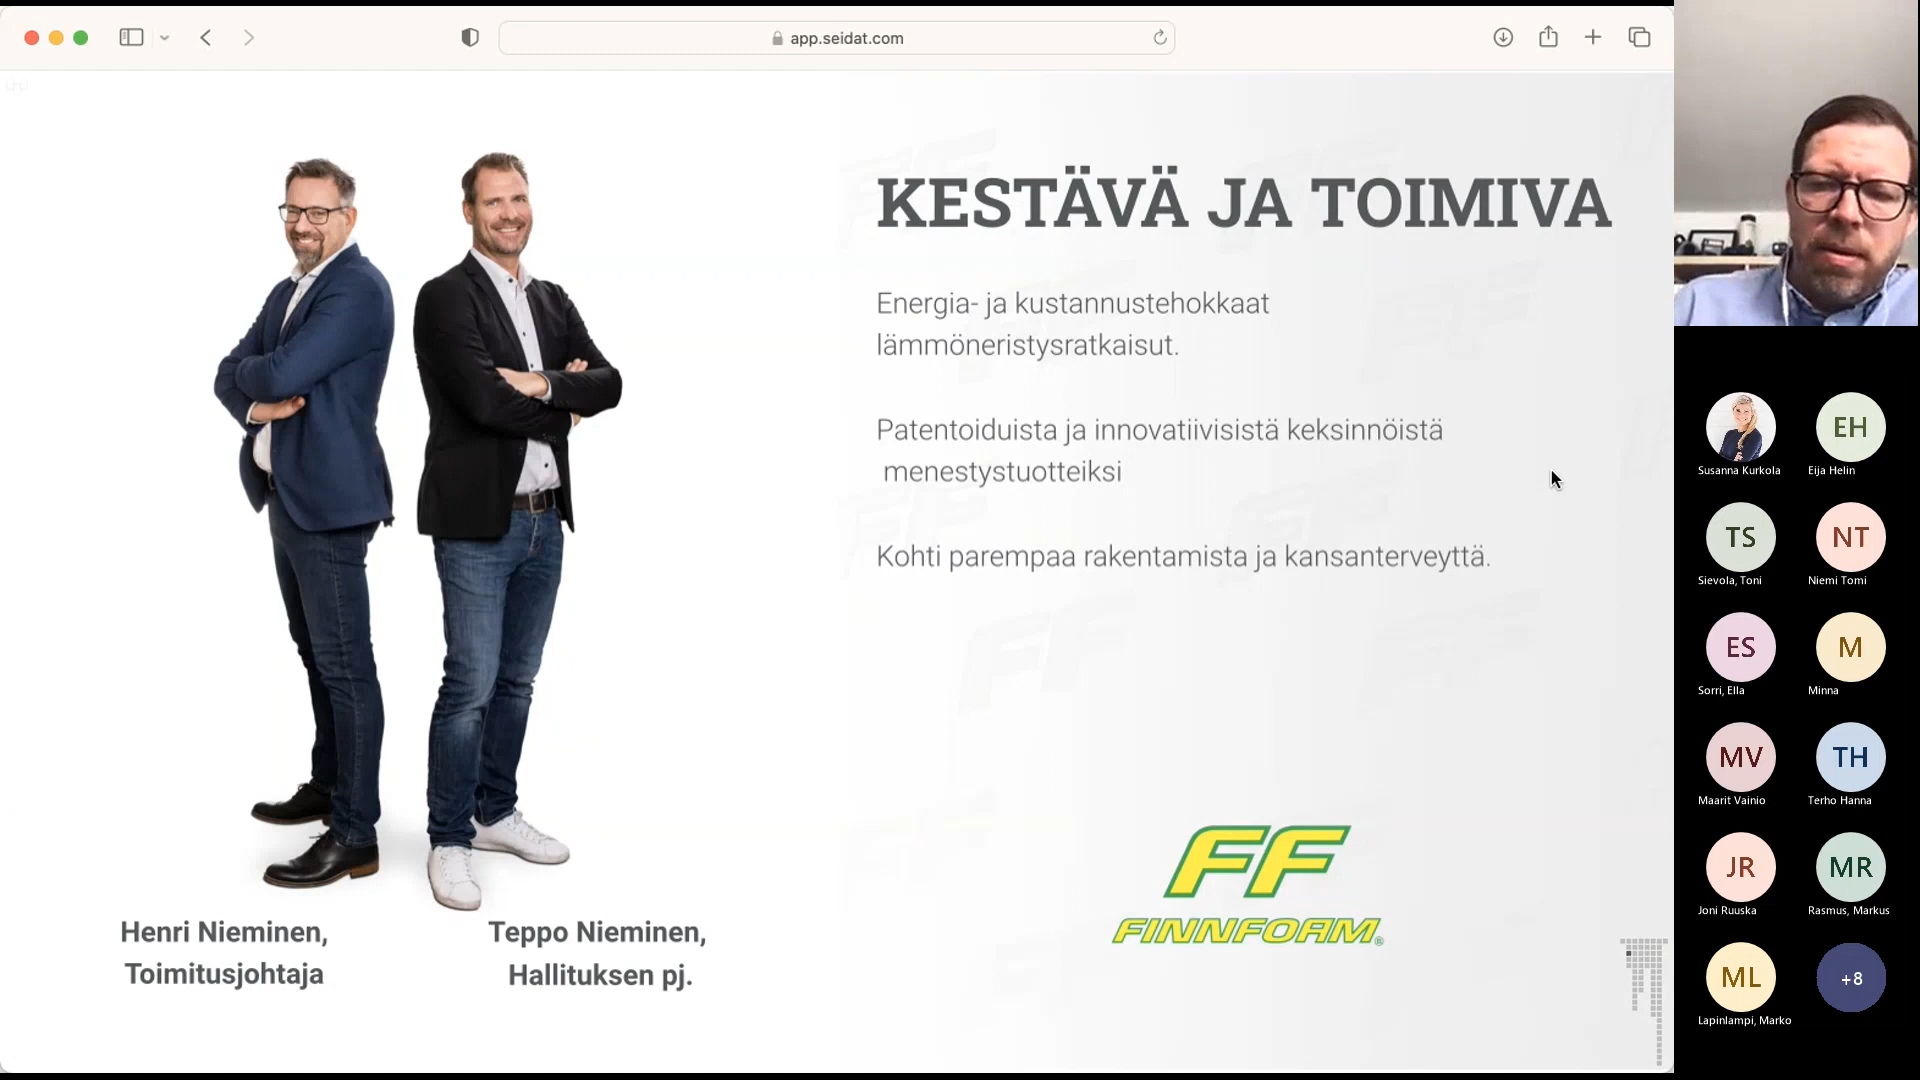 app.seidat.com
KESTÄVÄ JA TOIMIVA
Energia- ja kustannustehokkaat
lämmöneristysratkaisut.
Patentoiduista ja innovatiivisistä keksinnöistä
menestystuotteiksi
Kohti parempaa rakentamista ja kansanterveyttä.
FF
FINNFOAM®
Henri Nieminen,
Toimitusjohtaja
Teppo Nieminen,
Hallituksen pj.
Susanna Kurkola
EH
Eija Helin
TS
Sievola, Toni
NT
Niemi Tomi
ES
Sorri, Ella
M
Minna
MV
Maarit Vainio
TH
Terho Hanna
JR
Joni Ruuska
MR
Rasmus, Markus
ML
Lapinlampi, Marko
+8